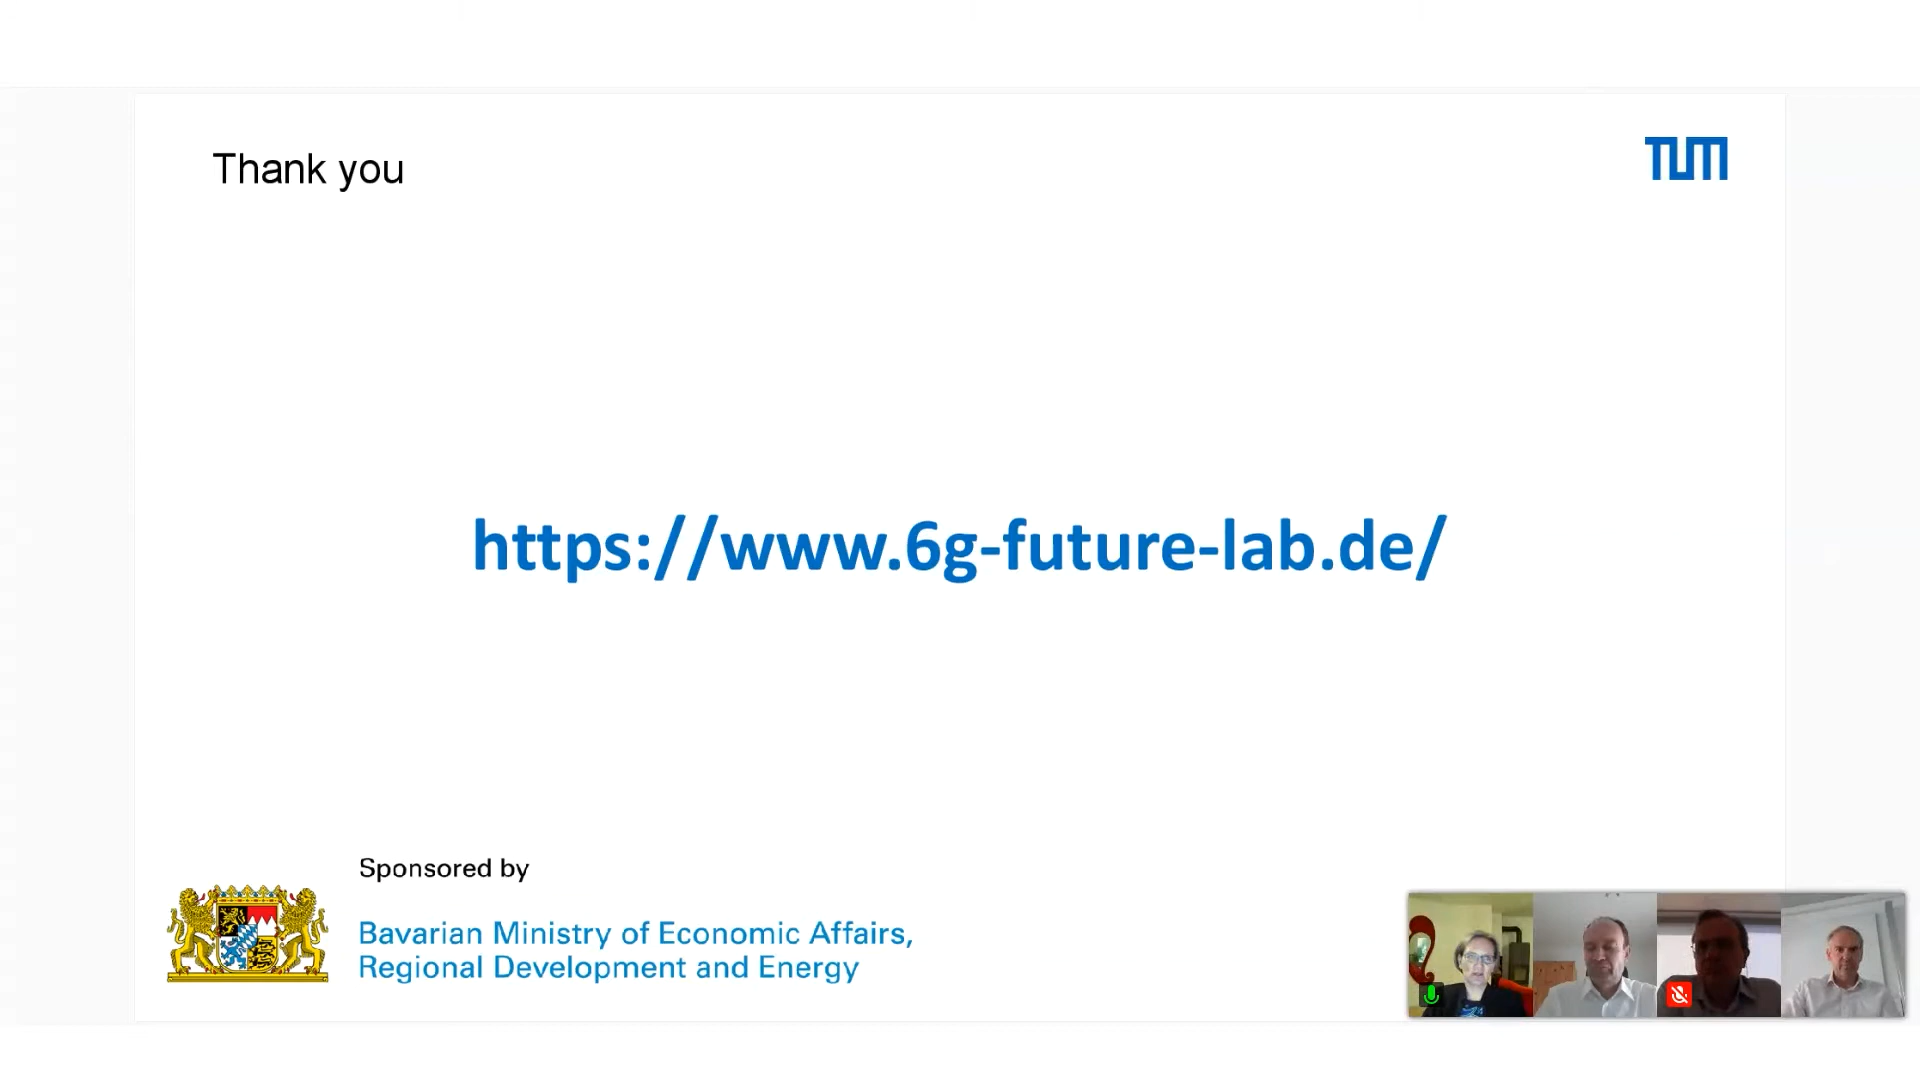 Thank you
TUM
https://www.6g-future-lab.de/
Sponsored by
Bavarian Ministry of Economic Affairs,
Regional Development and Energy